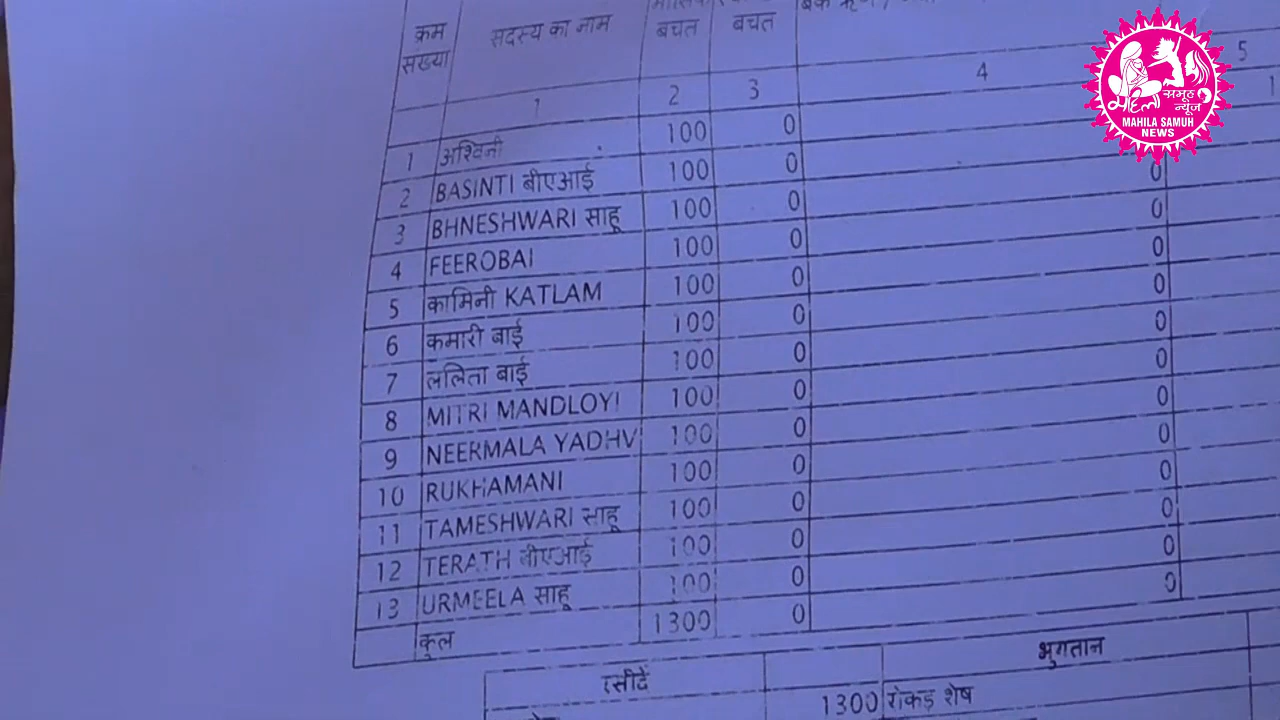 क्रम
सख्या
सदस्य का नाम
बचत
बचत
1 2 3 4 5
1 अश्विनी 100 0
2 BASINTI बीएआई 100 0 0
3 BHNESHWARI साहू 100 0 0
4 FEEROBAI 100 0 0
5 कामिनी KATLAM 100 0 0
6 कमारी बाई 100 0 0
7 ललिता बाई 100 0 0
8 MITRI MANDLOYI 100 0 0
9 NEERMALA YADHV 100 0 0
10 RUKHAMANI 100 0 0
11 TAMESHWARI साहू 100 0 0
12 TERATH बीएआई 100 0 0
13 URMEELA साहू 100 0 0
कुल 1300 0
रसीदें भुगतान
1300 रोकड़ शेष
महिला समूह
न्यूज
MAHILA SAMUH
NEWS